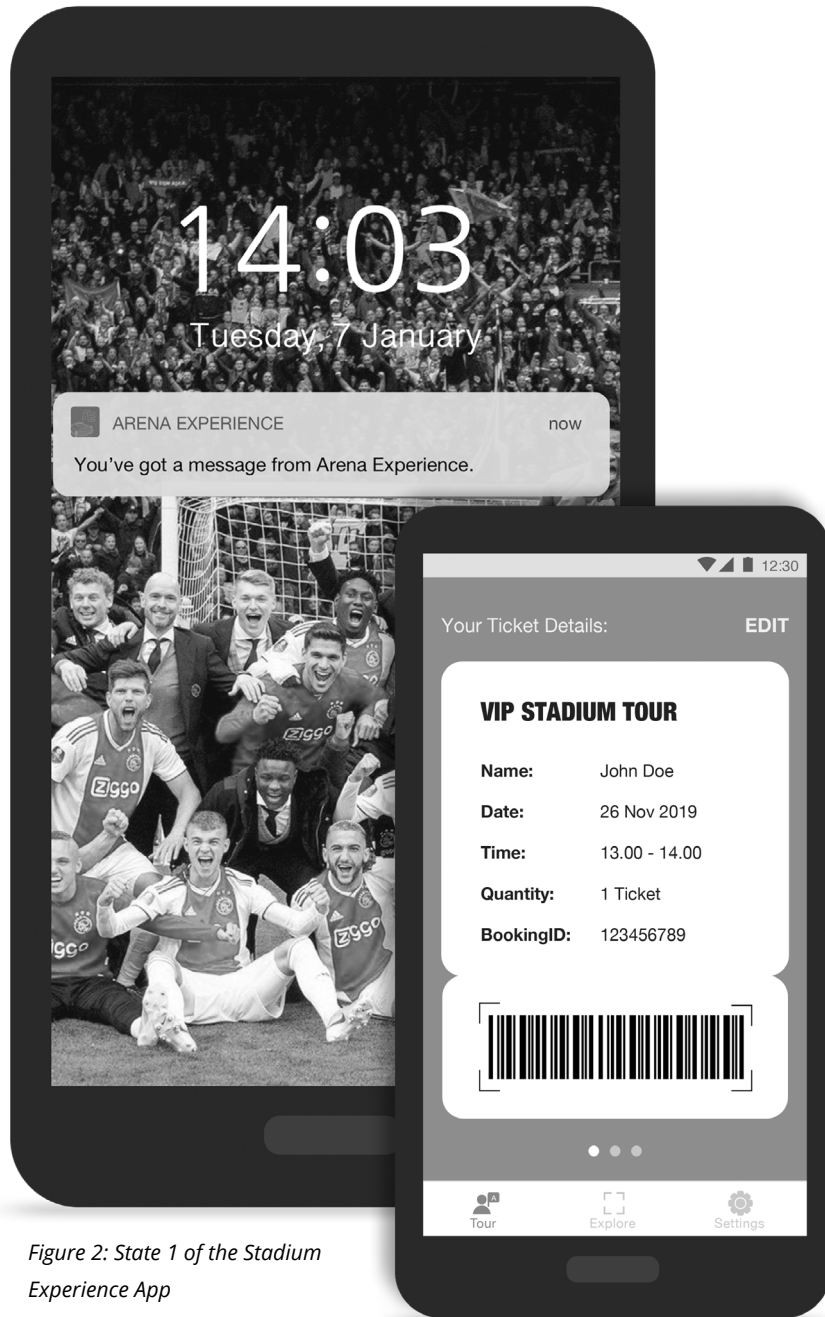 14:03
Tuesday, 7 January
ARENA EXPERIENCE now
You’ve got a message from Arena Experience.
Ziggo
Ziggo
12:30
Your Ticket Details: EDIT
VIP STADIUM TOUR
Name: John Doe
Date: 26 Nov 2019
Time: 13.00 - 14.00
Quantity: 1 Ticket
BookingID: 123456789
Tour Explore Settings
Figure 2: State 1 of the Stadium
Experience App